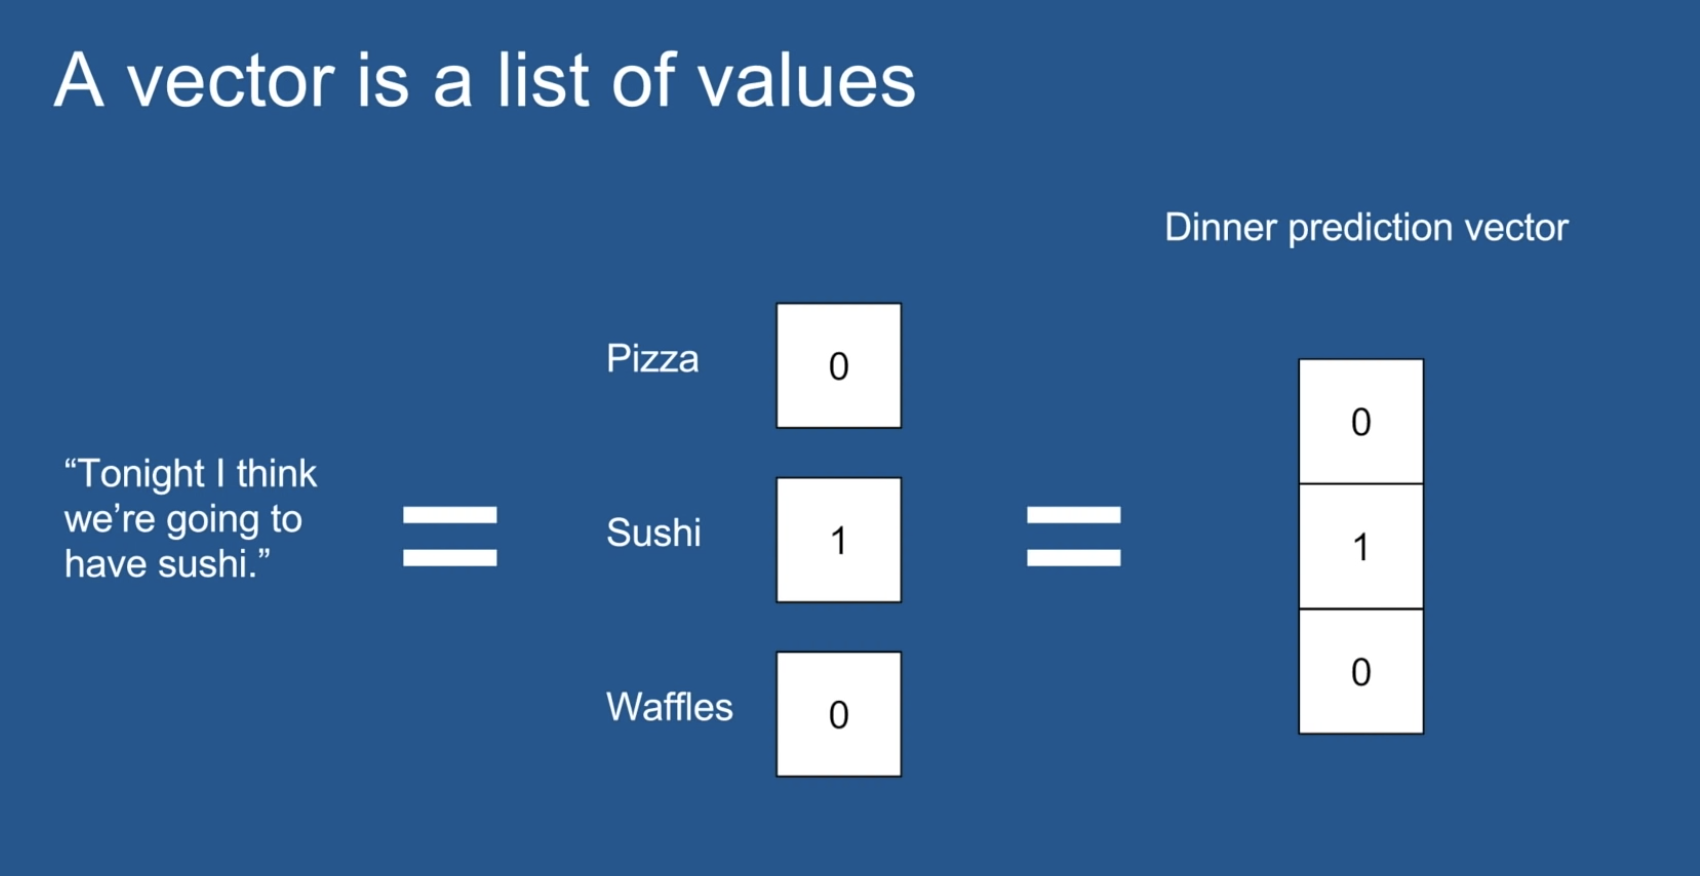 A vector is a list of values
Dinner prediction vector
Pizza
0
“Tonight I think
we’re going to
have sushi.”
=
Sushi
1
=
Waffles
0
0
1
0